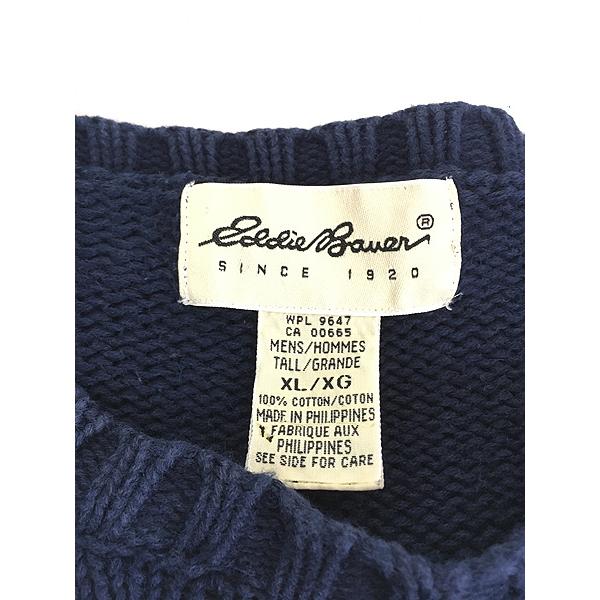 Eddie Bauer ®
SINCE 1920
WPL 9647
CA 00665
MENS/HOMMES
TALL/GRANDE
XL/XG
100% COTTON/COTON
MADE IN PHILIPPINES
FABRIQUE AUX
PHILIPPINES
SEE SIDE FOR CARE